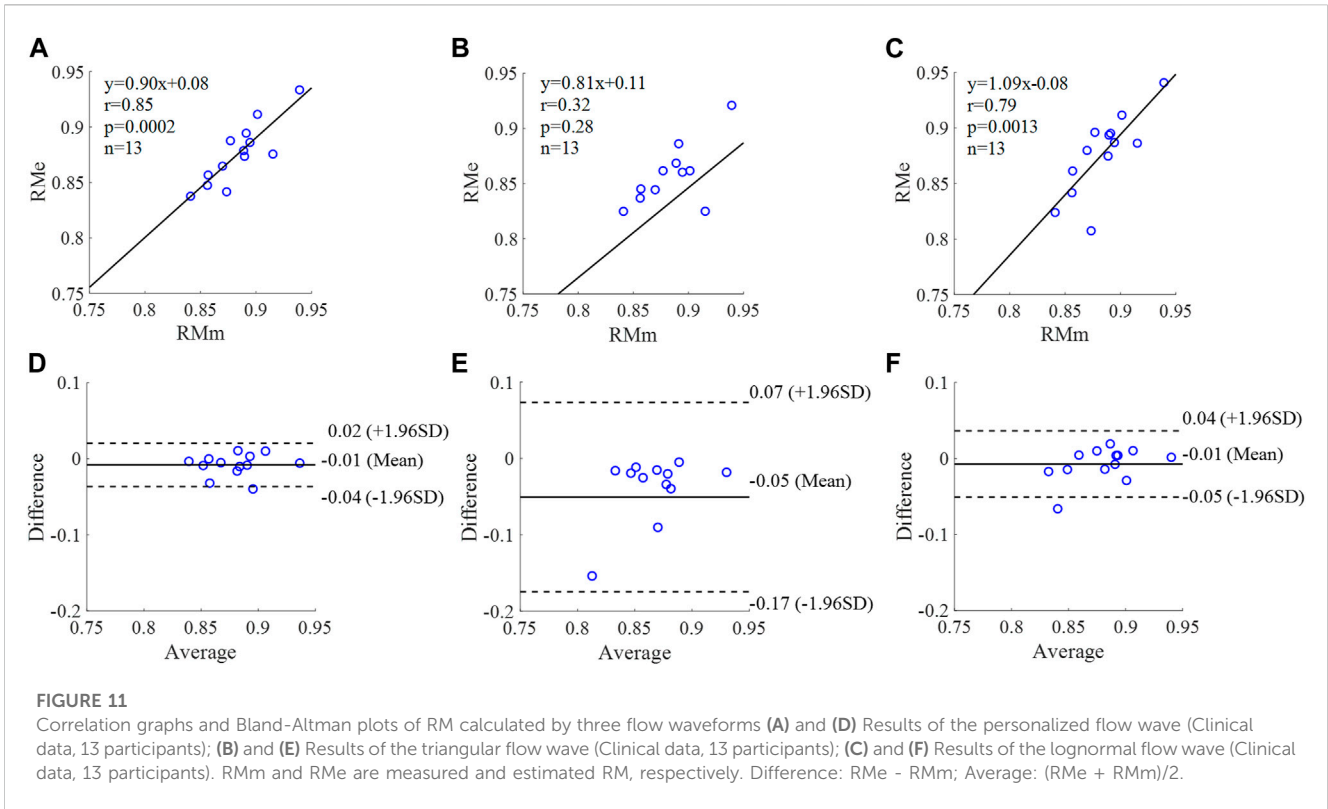 A
y=0.90x+0.08
r=0.85
p=0.0002
n=13
0.95
0.9
0.85
0.8
0.75
RMe
0.75 0.8 0.85 0.9 0.95
RMm
B
y=0.81x+0.11
r=0.32
p=0.28
n=13
0.95
0.9
0.85
0.8
0.75
RMe
0.75 0.8 0.85 0.9 0.95
RMm
C
y=1.09x-0.08
r=0.79
p=0.0013
n=13
0.95
0.9
0.85
0.8
0.75
RMe
0.75 0.8 0.85 0.9 0.95
RMm
D
0.1
0
-0.1
-0.2
Difference
0.02 (+1.96SD)
-0.01 (Mean)
-0.04 (-1.96SD)
0.75 0.8 0.85 0.9 0.95
Average
E
0.1
0
-0.1
-0.2
Difference
0.07 (+1.96SD)
-0.05 (Mean)
-0.17 (-1.96SD)
0.75 0.8 0.85 0.9 0.95
Average
F
0.1
0
-0.1
-0.2
Difference
0.04 (+1.96SD)
-0.01 (Mean)
-0.05 (-1.96SD)
0.75 0.8 0.85 0.9 0.95
Average
FIGURE 11
Correlation graphs and Bland-Altman plots of RM calculated by three flow waveforms (A) and (D) Results of the personalized flow wave (Clinical
data, 13 participants); (B) and (E) Results of the triangular flow wave (Clinical data, 13 participants); (C) and (F) Results of the lognormal flow wave (Clinical
data, 13 participants). RMm and RMe are measured and estimated RM, respectively. Difference: RMe - RMm; Average: (RMe + RMm)/2.